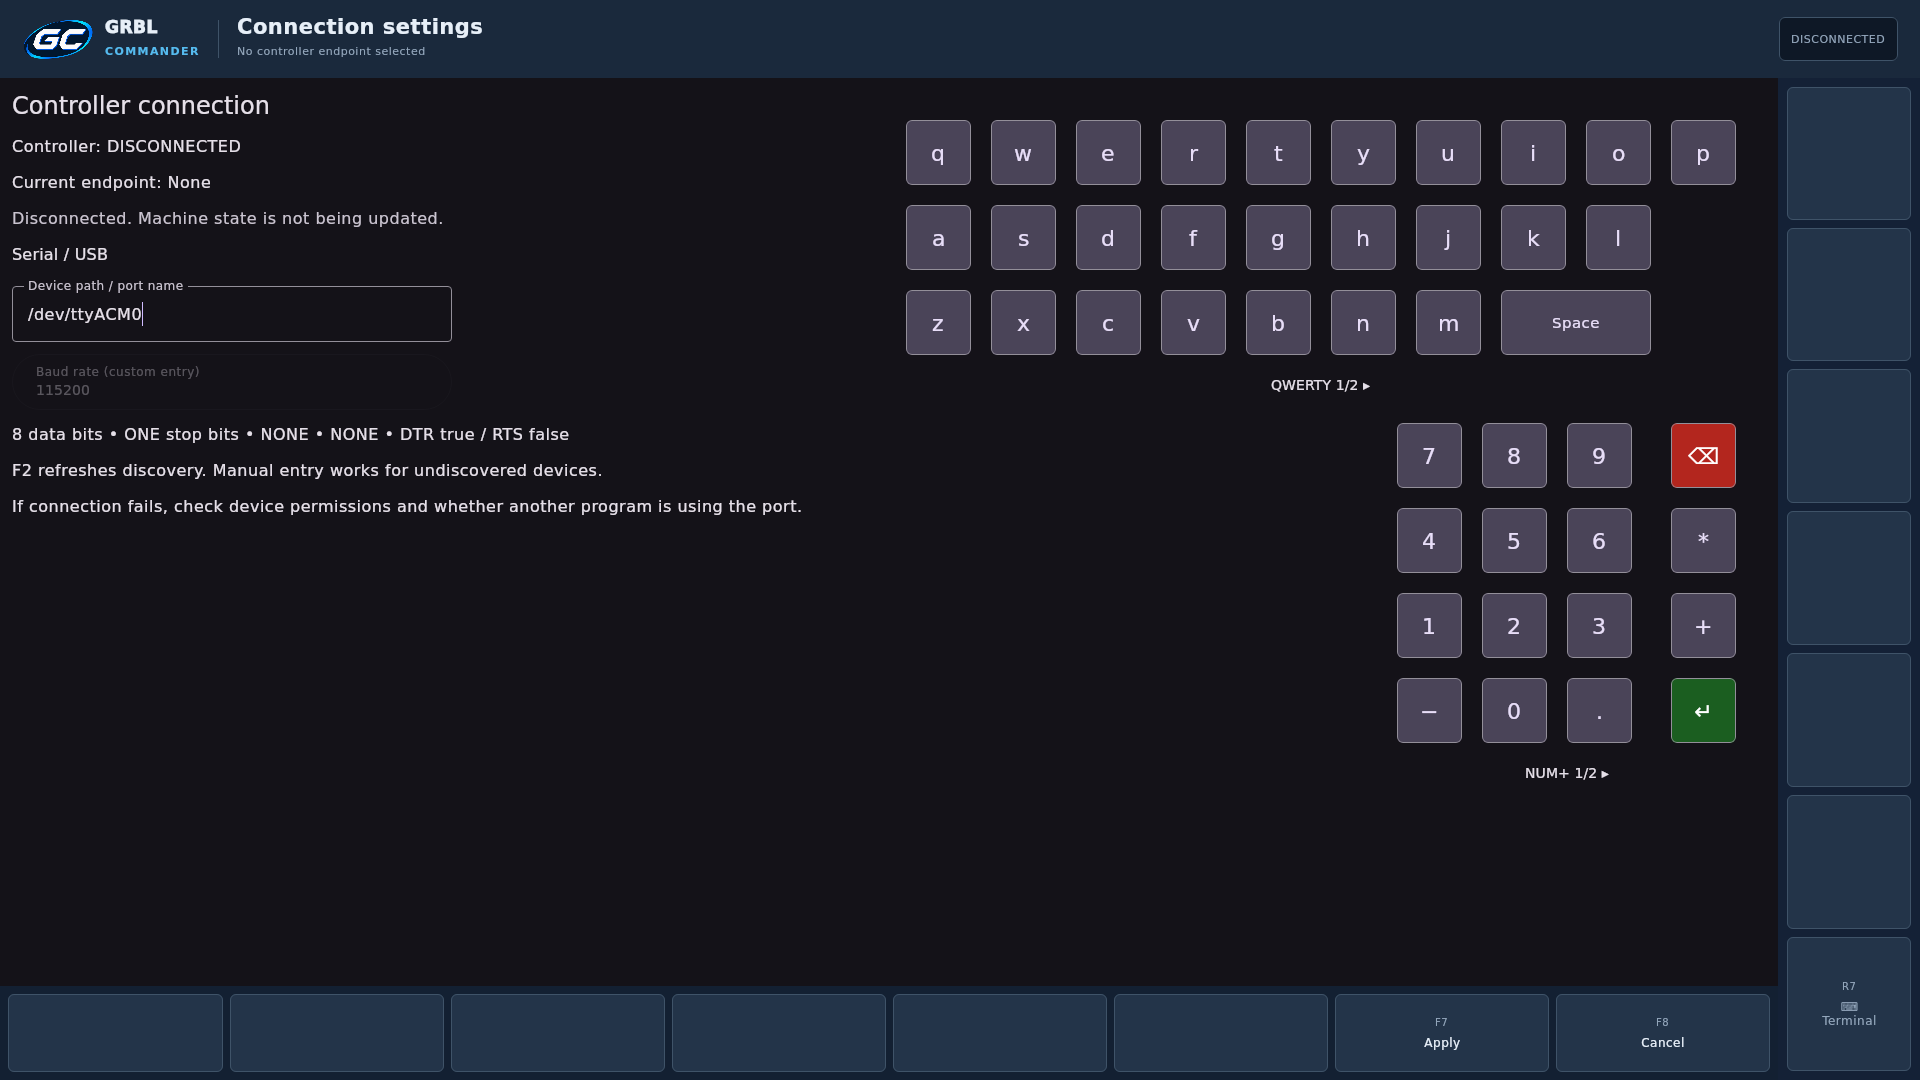 GC
GRBL
COMMANDER
Connection settings
No controller endpoint selected
DISCONNECTED
Controller connection
Controller: DISCONNECTED
Current endpoint: None
Disconnected. Machine state is not being updated.
Serial / USB
Device path / port name
/dev/ttyACM0
Baud rate (custom entry)
115200
8 data bits • ONE stop bits • NONE • NONE • DTR true / RTS false
F2 refreshes discovery. Manual entry works for undiscovered devices.
If connection fails, check device permissions and whether another program is using the port.
q w e r t y u i o p
a s d f g h j k l
z x c v b n m Space
QWERTY 1/2 ▸
7 8 9 ⌫
4 5 6 *
1 2 3 +
− 0 . ↵
NUM+ 1/2 ▸
F7
Apply
F8
Cancel
R7
⌨
Terminal